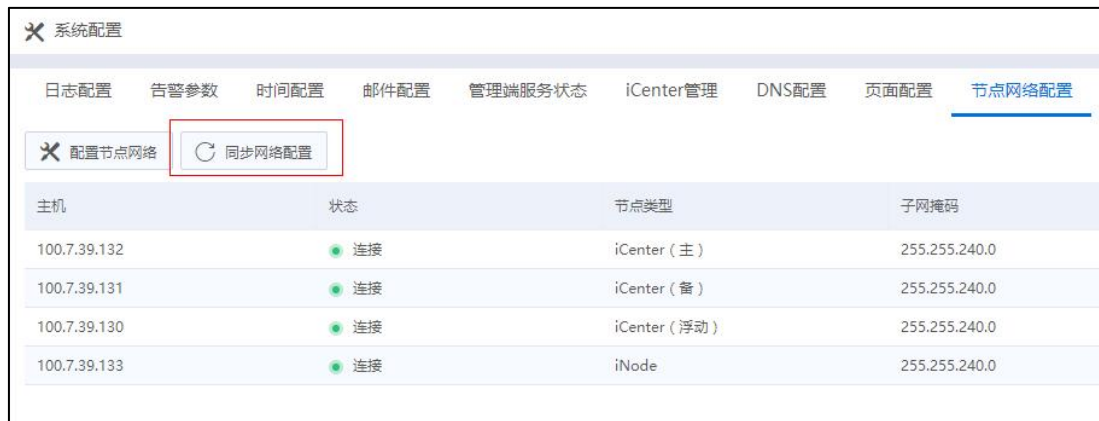 系统配置
日志配置 告警参数 时间配置 邮件配置 管理端服务状态 iCenter管理 DNS配置 页面配置 节点网络配置
配置节点网络 同步网络配置
主机 状态 节点类型 子网掩码
100.7.39.132 连接 iCenter ( 主 ) 255.255.240.0
100.7.39.131 连接 iCenter ( 备 ) 255.255.240.0
100.7.39.130 连接 iCenter ( 浮动 ) 255.255.240.0
100.7.39.133 连接 iNode 255.255.240.0